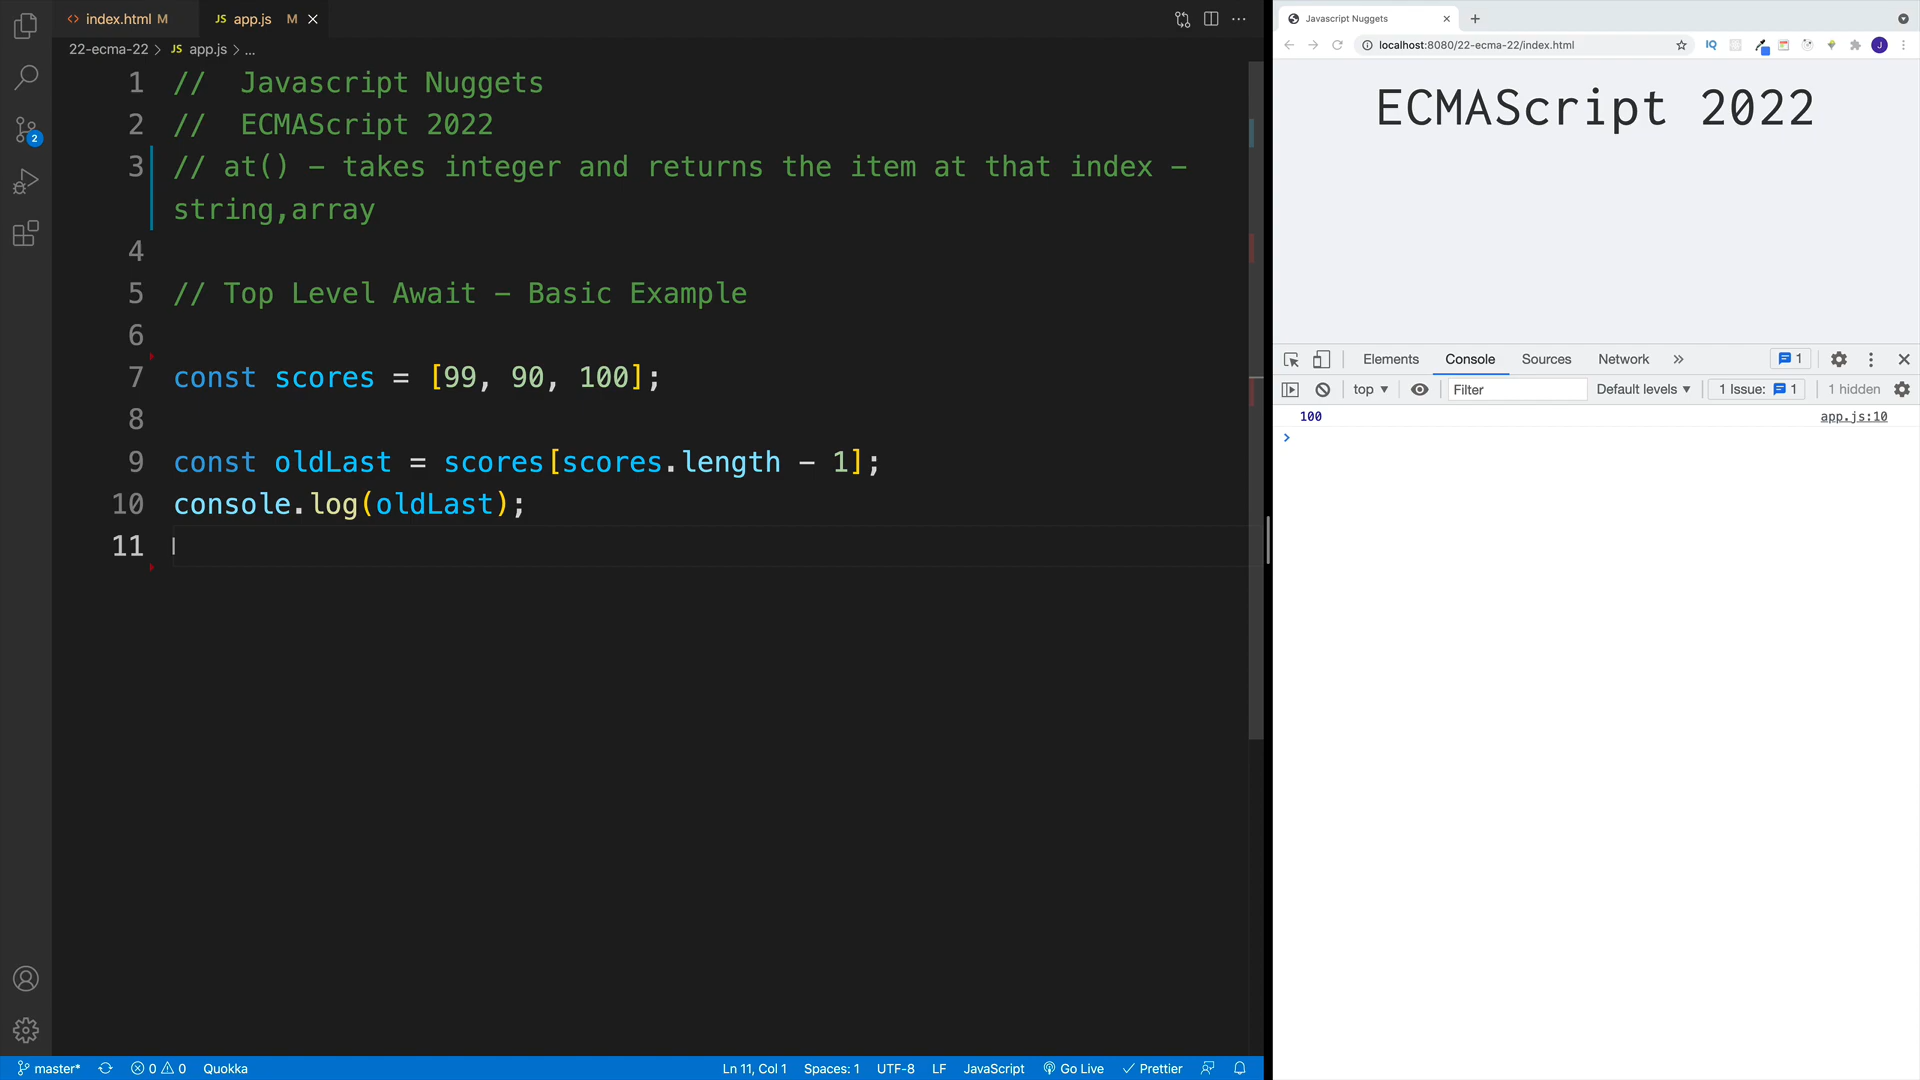 index.html M
JS app.js M
22-ecma-22 > JS app.js > ...
1 //  Javascript Nuggets
2 //  ECMAScript 2022
3 // at() - takes integer and returns the item at that index -
string,array
4
5 // Top Level Await - Basic Example
6
7 const scores = [99, 90, 100];
8
9 const oldLast = scores[scores.length - 1];
10 console.log(oldLast);
11
2
master* 0 0 Quokka Ln 11, Col 1 Spaces: 1 UTF-8 LF JavaScript Go Live Prettier
Javascript Nuggets
localhost:8080/22-ecma-22/index.html IQ J
ECMAScript 2022
Elements Console Sources Network 1
top Filter Default levels 1 Issue: 1 1 hidden
100 app.js:10